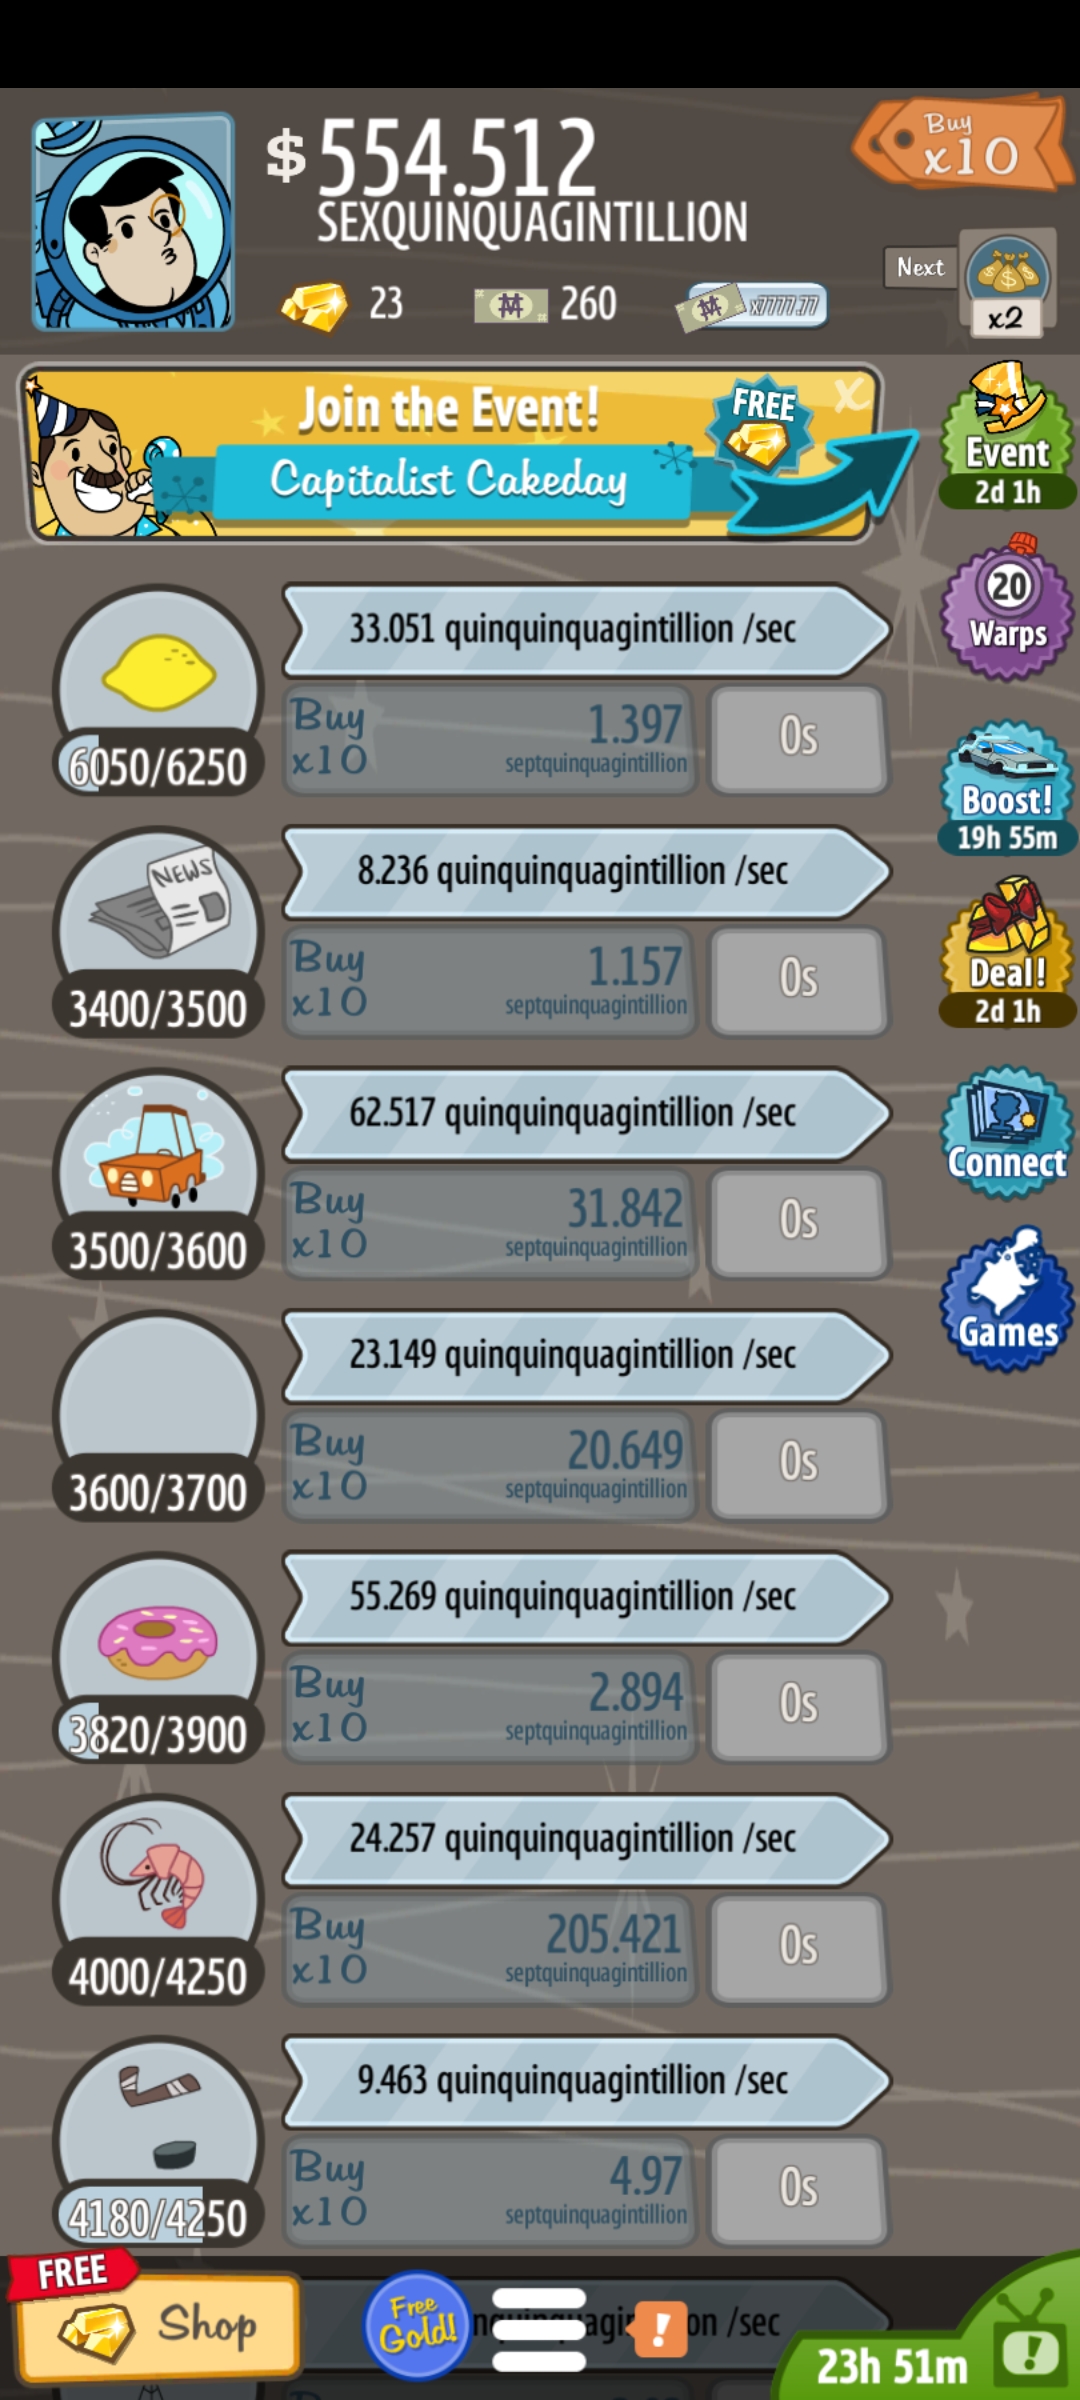 $554.512
SEXQUINQUAGINTILLION
Buy
x10
Next
x2
23
260
x7777.77
Join the Event!
Capitalist Cakeday
FREE
x
Event
2d 1h
20
Warps
Boost!
19h 55m
Deal!
2d 1h
Connect
Games
33.051 quinquinquagintillion /sec
6050/6250
Buy
x10
1.397
septquinquagintillion
0s
NEWS
8.236 quinquinquagintillion /sec
3400/3500
Buy
x10
1.157
septquinquagintillion
0s
62.517 quinquinquagintillion /sec
3500/3600
Buy
x10
31.842
septquinquagintillion
0s
23.149 quinquinquagintillion /sec
3600/3700
Buy
x10
20.649
septquinquagintillion
0s
55.269 quinquinquagintillion /sec
3820/3900
Buy
x10
2.894
septquinquagintillion
0s
24.257 quinquinquagintillion /sec
4000/4250
Buy
x10
205.421
septquinquagintillion
0s
9.463 quinquinquagintillion /sec
4180/4250
Buy
x10
4.97
septquinquagintillion
0s
FREE
Shop
Free
Gold!
/sec
!
23h 51m
!